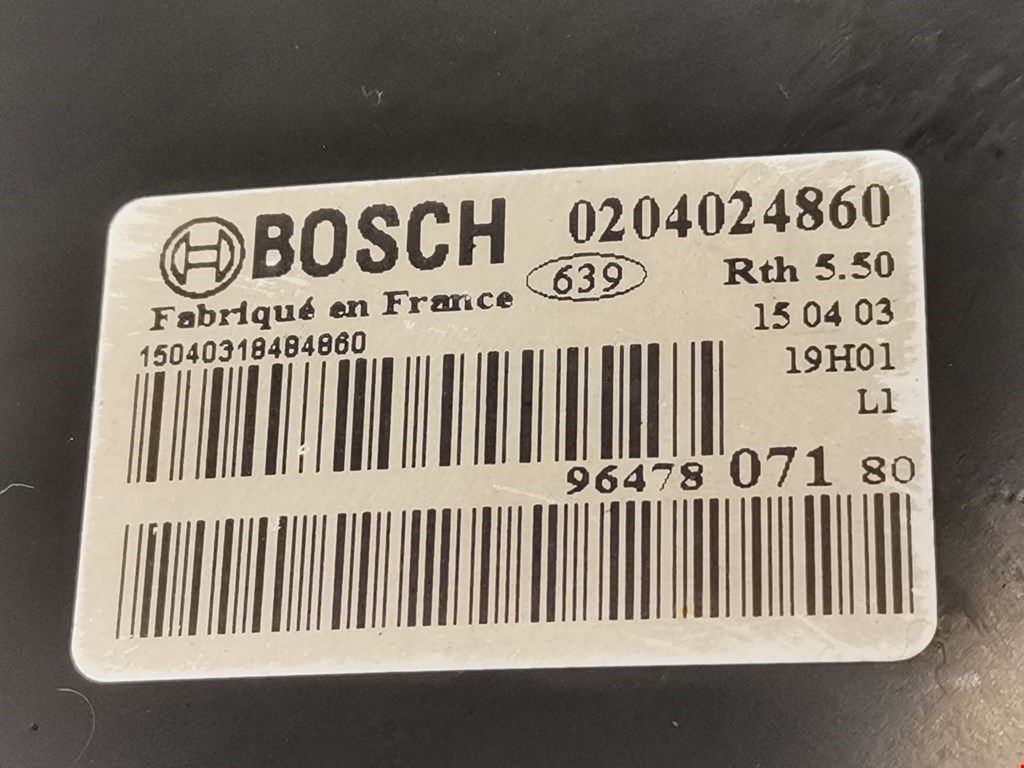 BOSCH 0204024860
639 Rth 5.50
Fabriqué en France 15 04 03
15040318484860 19H01
L1
96478 071 80